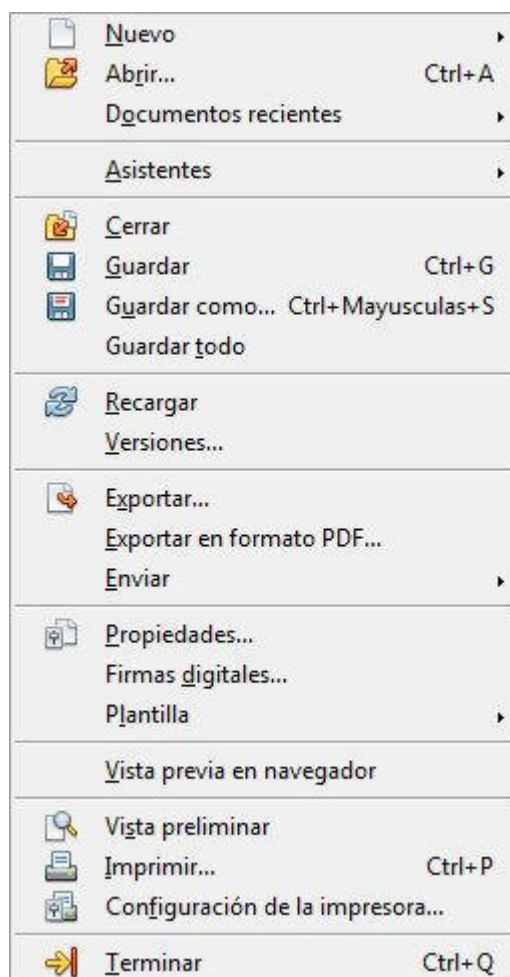 Nuevo
Abrir... Ctrl+A
Documentos recientes
Asistentes
Cerrar
Guardar Ctrl+G
Guardar como... Ctrl+Mayusculas+S
Guardar todo
Recargar
Versiones...
Exportar...
Exportar en formato PDF...
Enviar
Propiedades...
Firmas digitales...
Plantilla
Vista previa en navegador
Vista preliminar
Imprimir... Ctrl+P
Configuración de la impresora...
Terminar Ctrl+Q